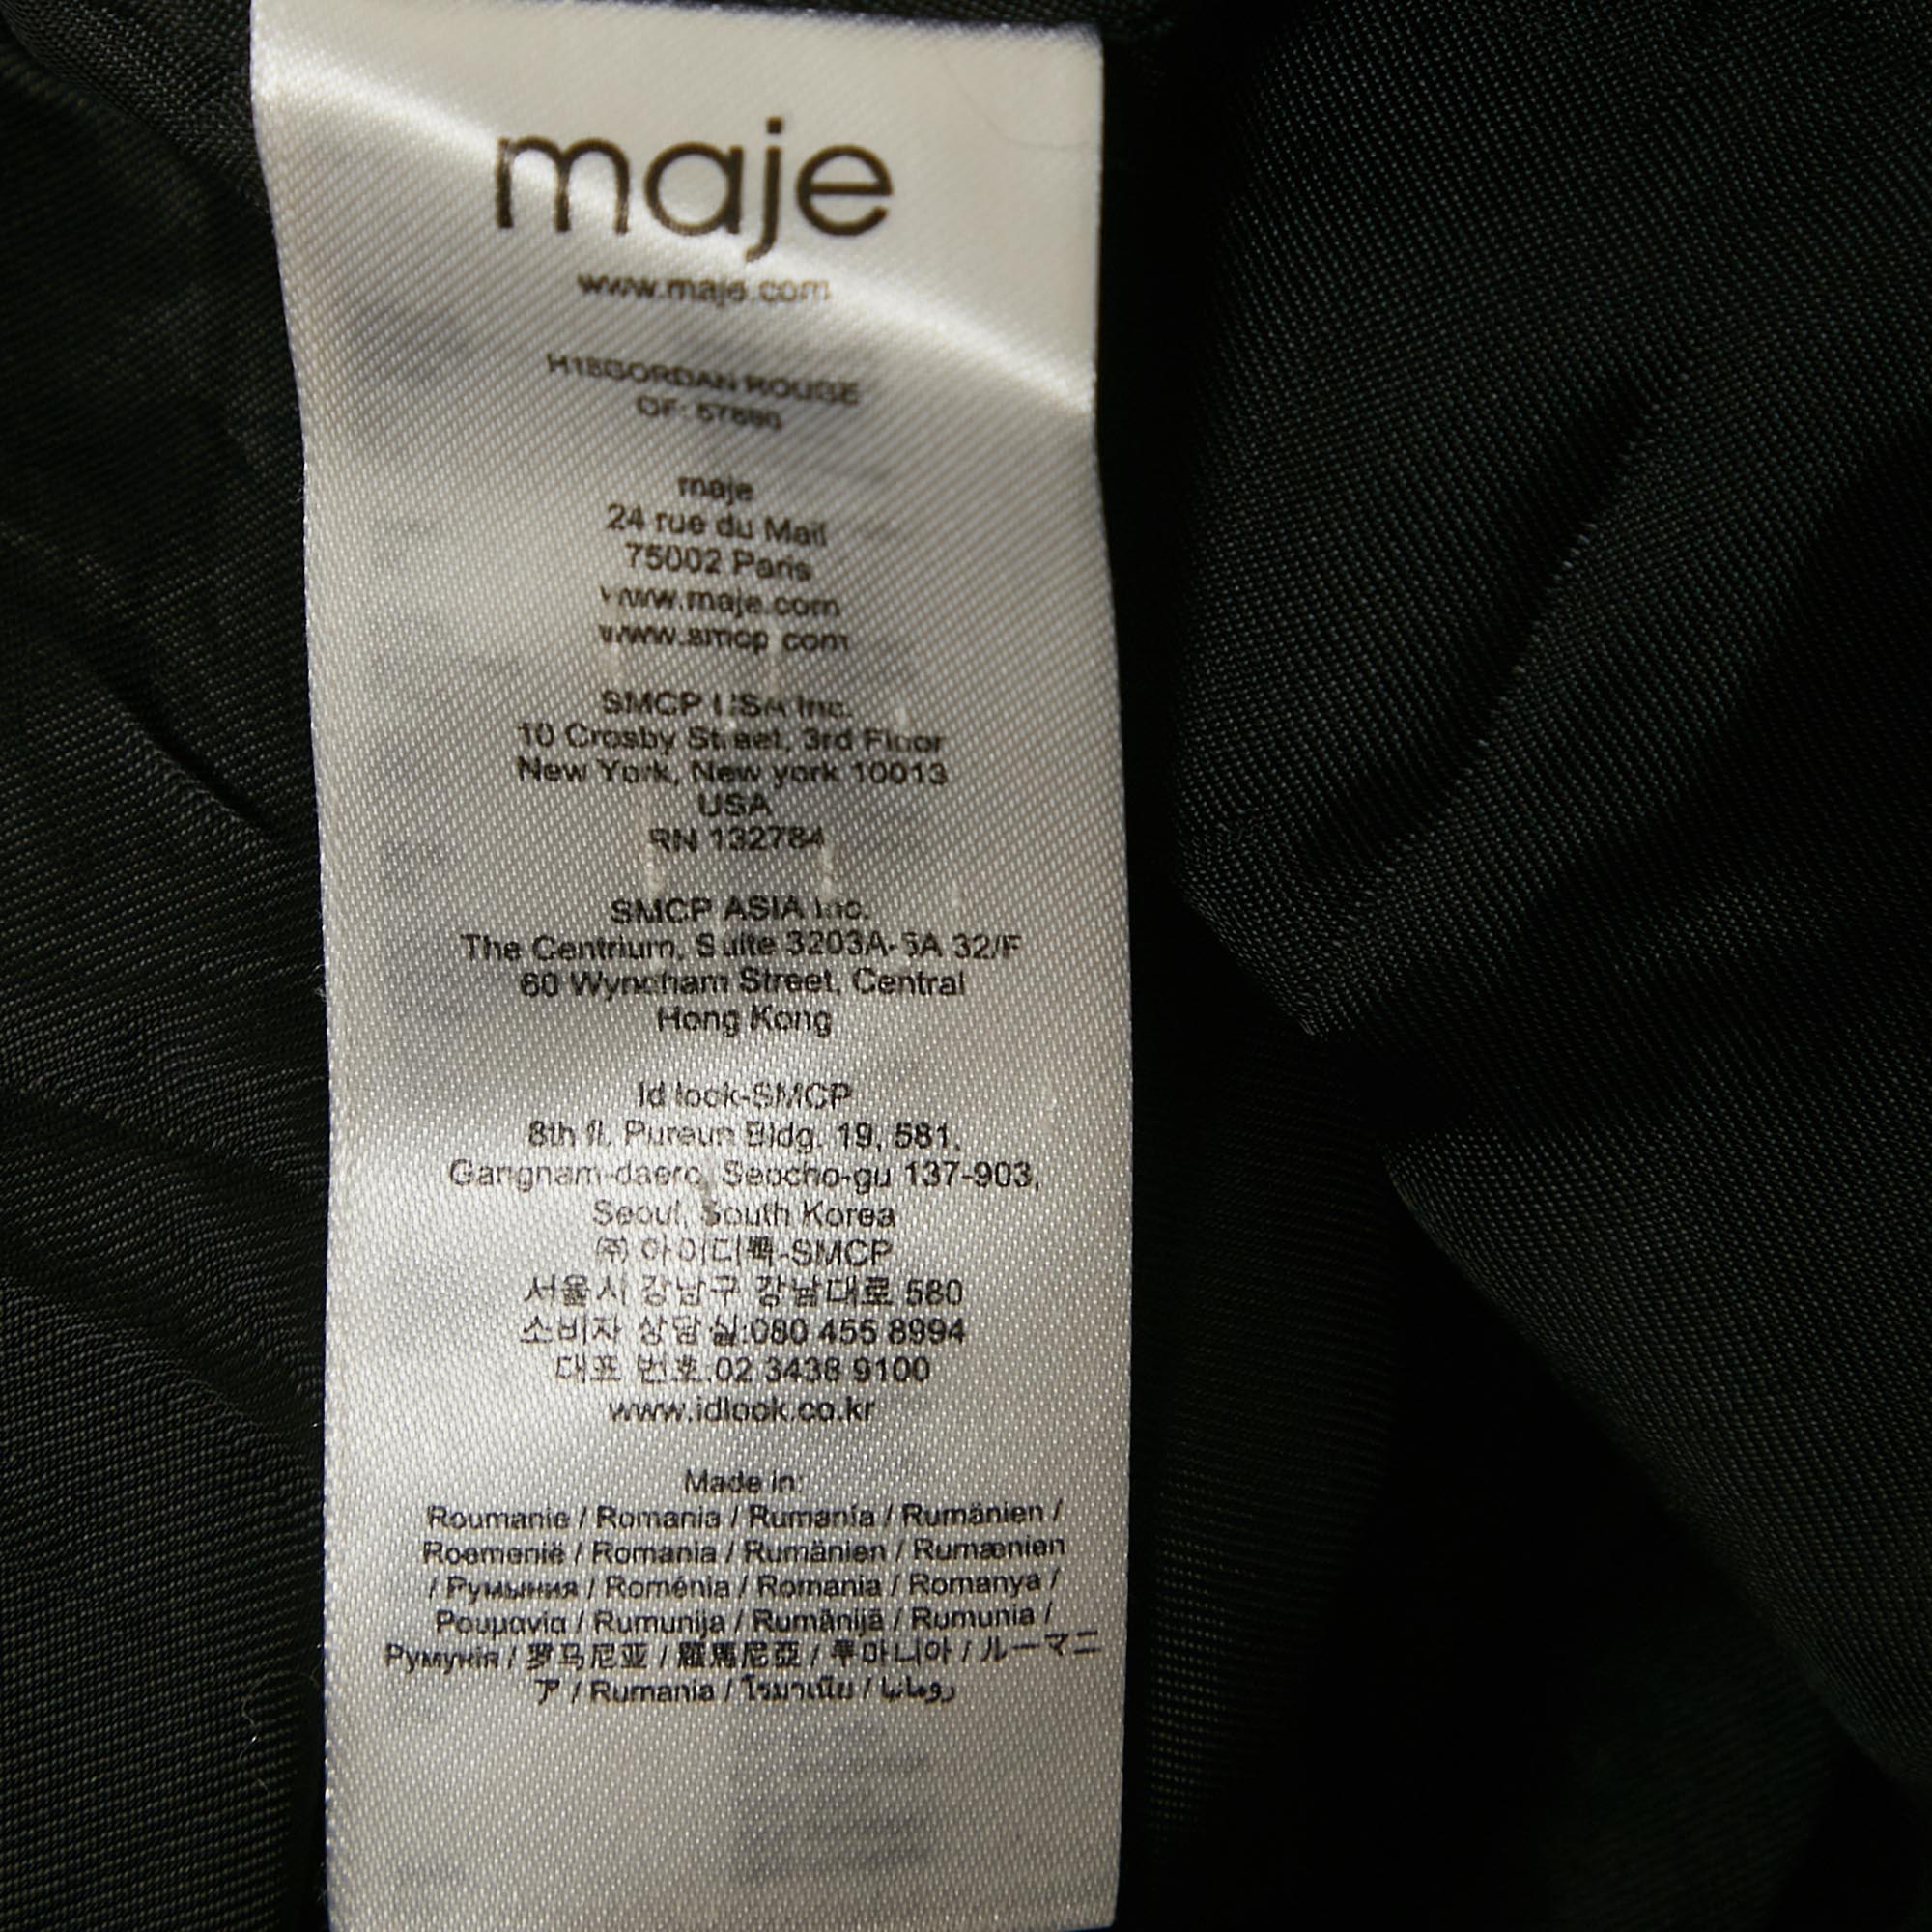 maje
www.maje.com
H18GORDAN ROUGE
OF:
maje
24 rue du Mail
75002 Paris
www.maje.com
www.smcp.com
SMCP USA Inc.
10 Crosby Street, 3rd Floor
New York, New york 10013
USA
RN 132784
SMCP ASIA Inc.
The Centrium, Suite 3203A-5A 32/F
60 Wyndham Street, Central
Hong Kong
Id look-SMCP
8th fl. Pureun Bldg. 19, 581,
Gangnam-daero, Seocho-gu 137-903,
Seoul, South Korea
㈜ 아이디룩-SMCP
서울시 강남구 강남대로 580
소비자 상담실:080 455 8994
대표 번호:02 3438 9100
www.idlook.co.kr
Made in:
Roumanie / Romania / Rumanía / Rumänien /
Roemenië / Romania / Rumänien / Rumænien
/ Румыния / Roménia / Romania / Romanya /
Ρουμανία / Rumunija / Rumānijā / Rumunia /
Румунія / 罗马尼亚 / 羅馬尼亞 / 루마니아 / ルーマニ
ア / Rumania / โรมาเนีย / رومانيا